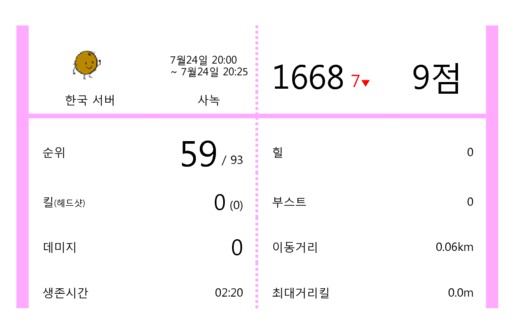 7월24일 20:00
~ 7월24일 20:25
한국 서버
사녹
1668 7▼
9점
순위
59 / 93
힐
0
킬(헤드샷)
0 (0)
부스트
0
데미지
0
이동거리
0.06km
생존시간
02:20
최대거리킬
0.0m